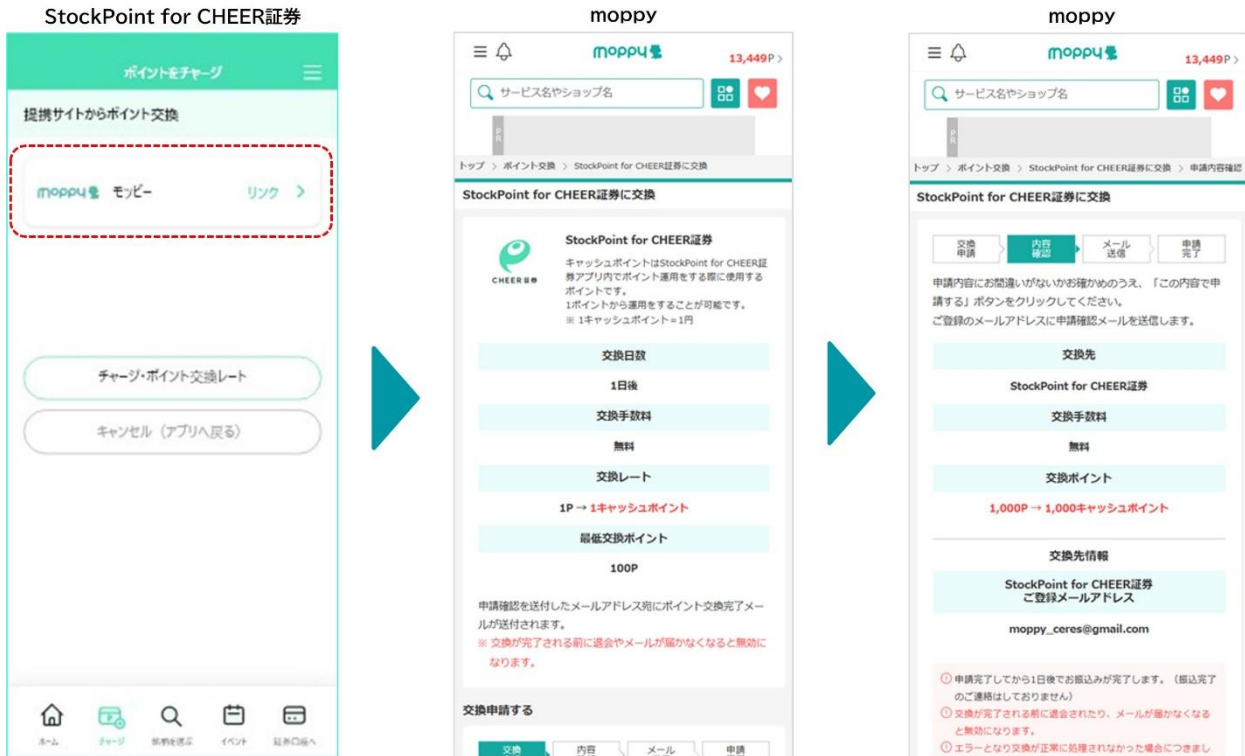 StockPoint for CHEER証券
ポイントをチャージ
提携サイトからポイント交換
moppy モッピー リンク >
チャージ・ポイント交換レート
キャンセル（アプリへ戻る）
ホーム チャージ 銘柄を選ぶ イベント 証券口座へ
moppy
moppy 13,449P >
サービス名やショップ名
PR
トップ > ポイント交換 > StockPoint for CHEER証券に交換
StockPoint for CHEER証券に交換
CHEER証券
StockPoint for CHEER証券
キャッシュポイントはStockPoint for CHEER証
券アプリ内でポイント運用をする際に使用する
ポイントです。
1ポイントから運用をすることが可能です。
※ 1キャッシュポイント=1円
交換日数
1日後
交換手数料
無料
交換レート
1P → 1キャッシュポイント
最低交換ポイント
100P
申請確認を送付したメールアドレス宛にポイント交換完了メー
ルが送付されます。
※ 交換が完了される前に退会やメールが届かなくなると無効に
なります。
交換申請する
交換 内容 メール 申請
moppy
moppy 13,449P >
サービス名やショップ名
PR
トップ > ポイント交換 > StockPoint for CHEER証券に交換 > 申請内容確認
StockPoint for CHEER証券に交換
交換申請 内容確認 メール送信 申請完了
申請内容にお間違いがないかお確かめのうえ、「この内容で申
請する」ボタンをクリックしてください。
ご登録のメールアドレスに申請確認メールを送信します。
交換先
StockPoint for CHEER証券
交換手数料
無料
交換ポイント
1,000P → 1,000キャッシュポイント
交換先情報
StockPoint for CHEER証券
ご登録メールアドレス
moppy_ceres@gmail.com
申請完了してから1日後でお振込みが完了します。（振込完了
のご連絡はしておりません）
交換が完了される前に退会されたり、メールが届かなくなる
と無効になります。
エラーとなり交換が正常に処理されなかった場合につきまし